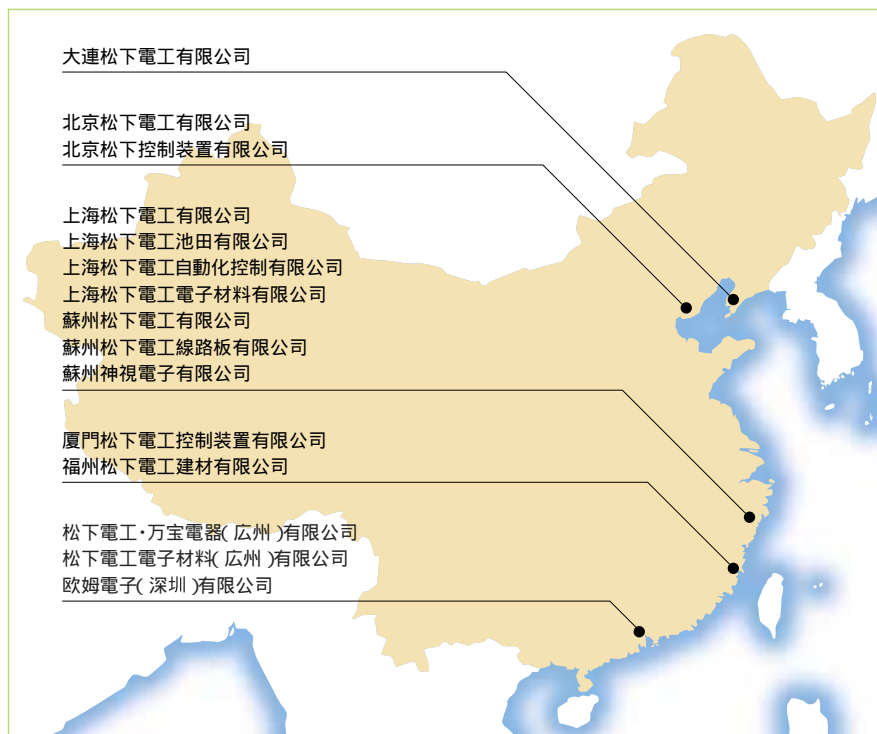 大連松下電工有限公司
北京松下電工有限公司
北京松下控制装置有限公司
上海松下電工有限公司
上海松下電工池田有限公司
上海松下電工自動化控制有限公司
上海松下電工電子材料有限公司
蘇州松下電工有限公司
蘇州松下電工線路板有限公司
蘇州神視電子有限公司
厦門松下電工控制装置有限公司
福州松下電工建材有限公司
松下電工・万宝電器(広州)有限公司
松下電工電子材料(広州)有限公司
欧姆電子(深圳)有限公司